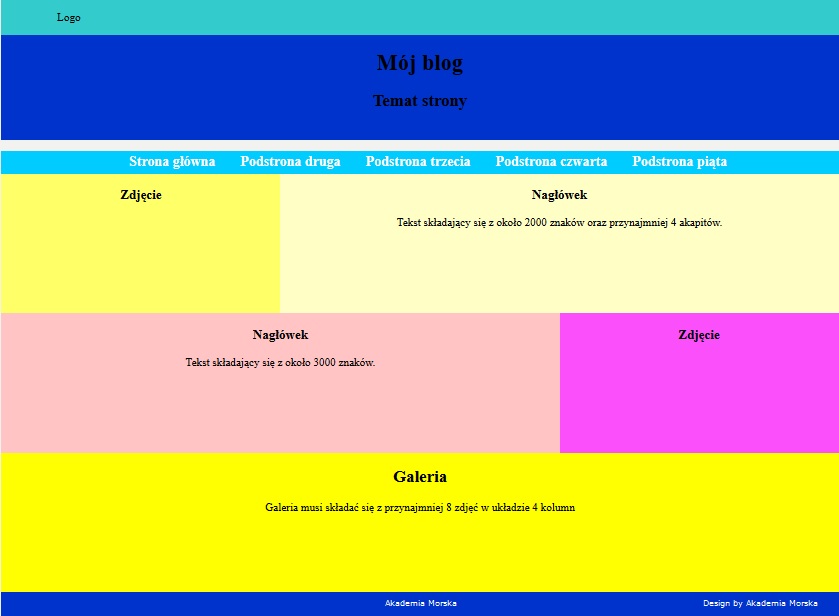 Logo
Mój blog
Temat strony
Strona główna Podstrona druga Podstrona trzecia Podstrona czwarta Podstrona piąta
Zdjęcie
Nagłówek
Tekst składający się z około 2000 znaków oraz przynajmniej 4 akapitów.
Nagłówek
Tekst składający się z około 3000 znaków.
Zdjęcie
Galeria
Galeria musi składać się z przynajmniej 8 zdjęć w układzie 4 kolumn
Akademia Morska
Design by Akademia Morska